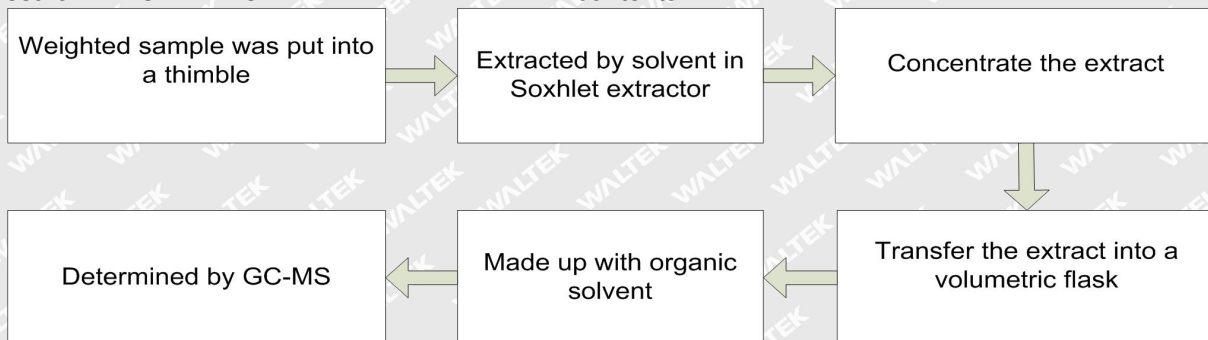 Weighted sample was put into
a thimble
Extracted by solvent in
Soxhlet extractor
Concentrate the extract
Transfer the extract into a
volumetric flask
Made up with organic
solvent
Determined by GC-MS
WALTEK